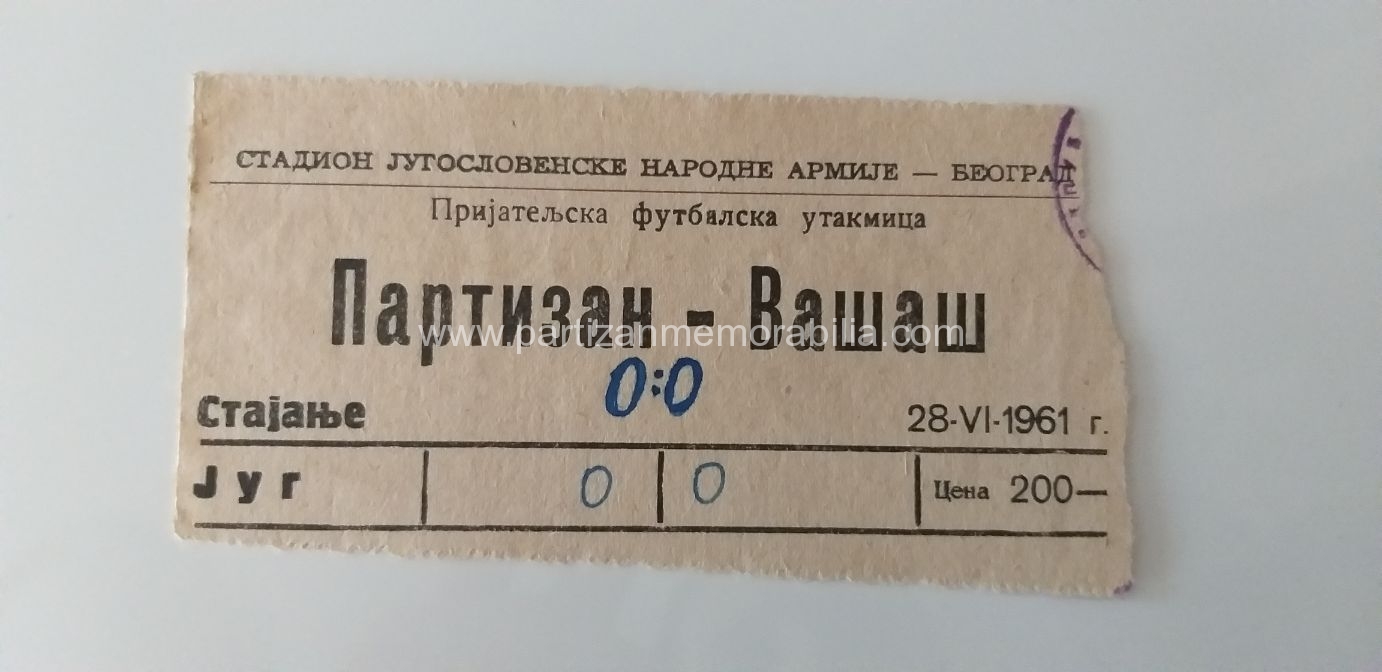 СТАДИОН ЈУГОСЛОВЕНСКЕ НАРОДНЕ АРМИЈЕ — БЕОГРАД
Пријатељска футбалска утакмица
Партизан - Вашаш
www.partizanmemorabilia.com
0:0
Стајање 28-VI-1961 г.
Југ 0 0 Цена 200—